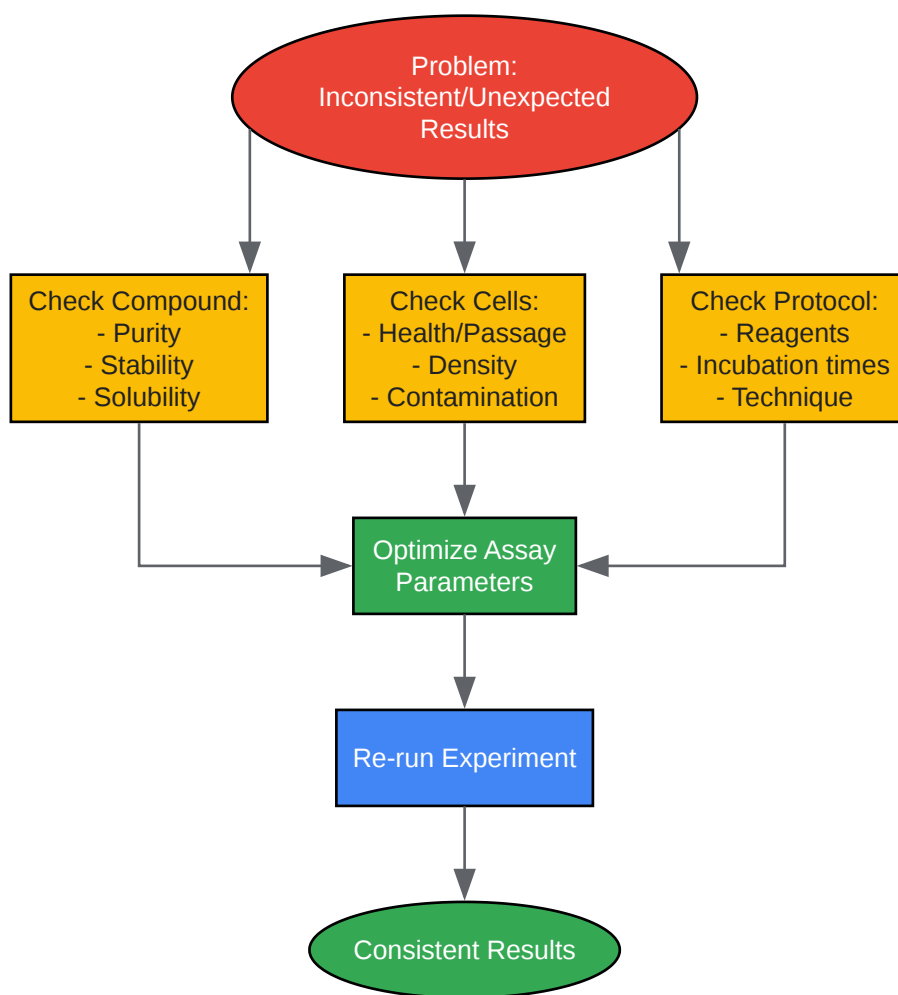 Problem:
Inconsistent/Unexpected
Results
Check Compound:
- Purity
- Stability
- Solubility
Check Cells:
- Health/Passage
- Density
- Contamination
Check Protocol:
- Reagents
- Incubation times
- Technique
Optimize Assay
Parameters
Re-run Experiment
Consistent Results